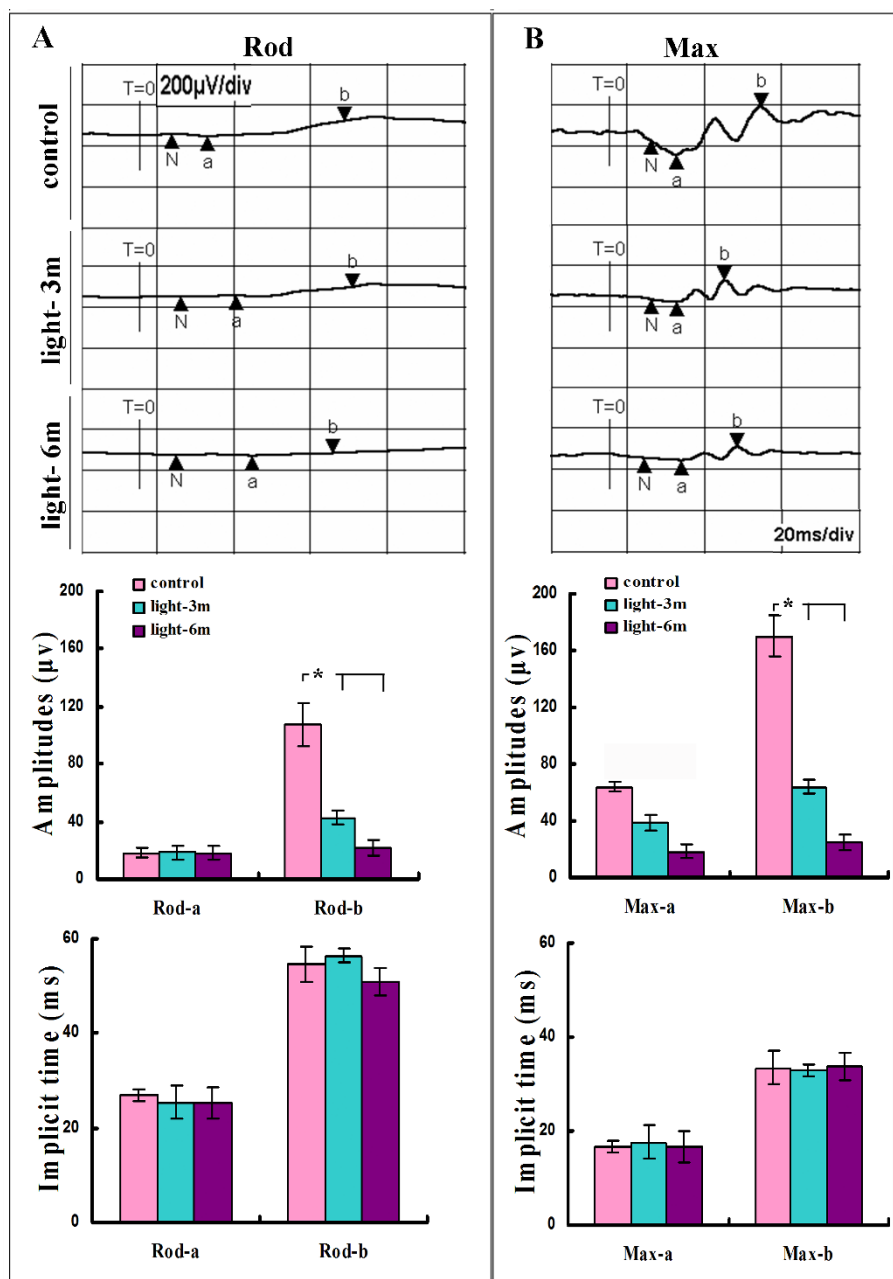 A
Rod
control
T=0
200μV/div
b
N
a
light- 3m
T=0
b
N
a
light- 6m
T=0
b
N
a
B
Max
T=0
b
N
a
T=0
b
N
a
T=0
b
N
a
20ms/div
Amplitudes (μv)
200
160
120
80
40
0
control
light-3m
light-6m
*
Rod-a
Rod-b
Amplitudes (μv)
200
160
120
80
40
0
control
light-3m
light-6m
*
Max-a
Max-b
Implicit time (ms)
60
40
20
0
Rod-a
Rod-b
Implicit time (ms)
60
40
20
0
Max-a
Max-b